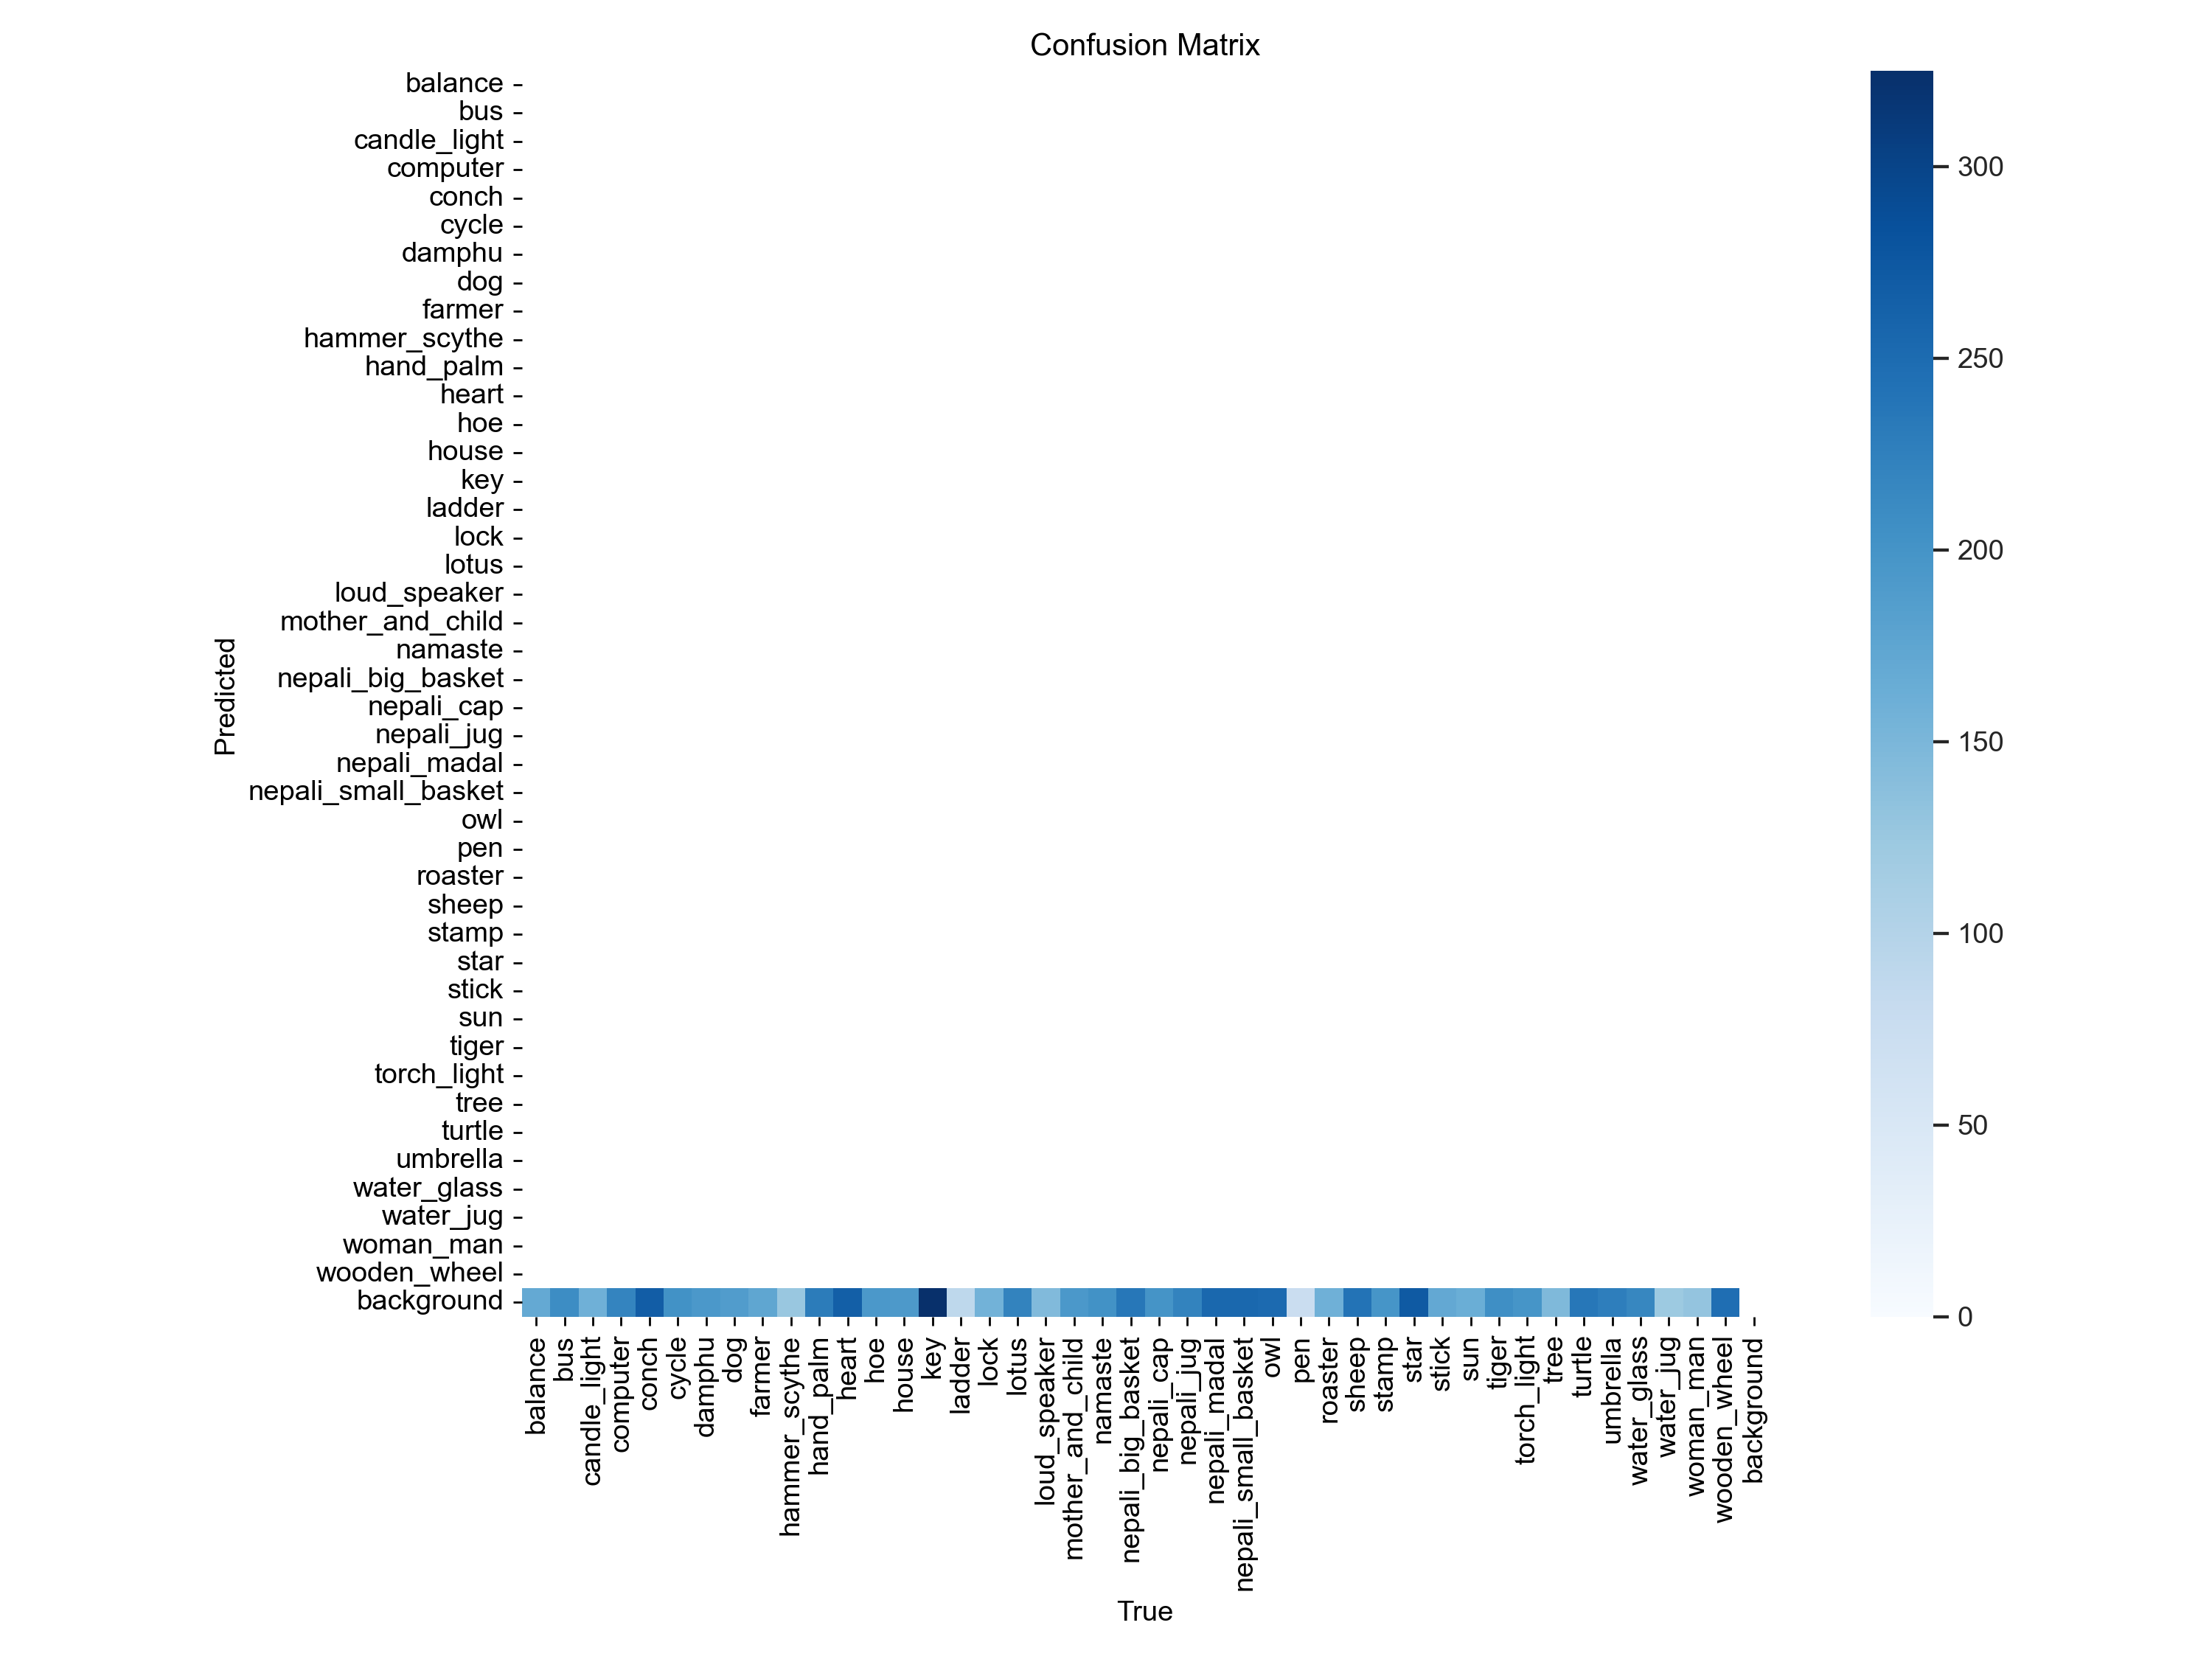 Confusion Matrix
balance
bus
candle_light
computer
conch
cycle
damphu
dog
farmer
hammer_scythe
hand_palm
heart
hoe
house
key
ladder
lock
lotus
loud_speaker
mother_and_child
namaste
nepali_big_basket
nepali_cap
nepali_jug
nepali_madal
nepali_small_basket
owl
pen
roaster
sheep
stamp
star
stick
sun
tiger
torch_light
tree
turtle
umbrella
water_glass
water_jug
woman_man
wooden_wheel
background
Predicted
balance
bus
candle_light
computer
conch
cycle
damphu
dog
farmer
hammer_scythe
hand_palm
heart
hoe
house
key
ladder
lock
lotus
loud_speaker
mother_and_child
namaste
nepali_big_basket
nepali_cap
nepali_jug
nepali_madal
nepali_small_basket
owl
pen
roaster
sheep
stamp
star
stick
sun
tiger
torch_light
tree
turtle
umbrella
water_glass
water_jug
woman_man
wooden_wheel
background
True
300
250
200
150
100
50
0